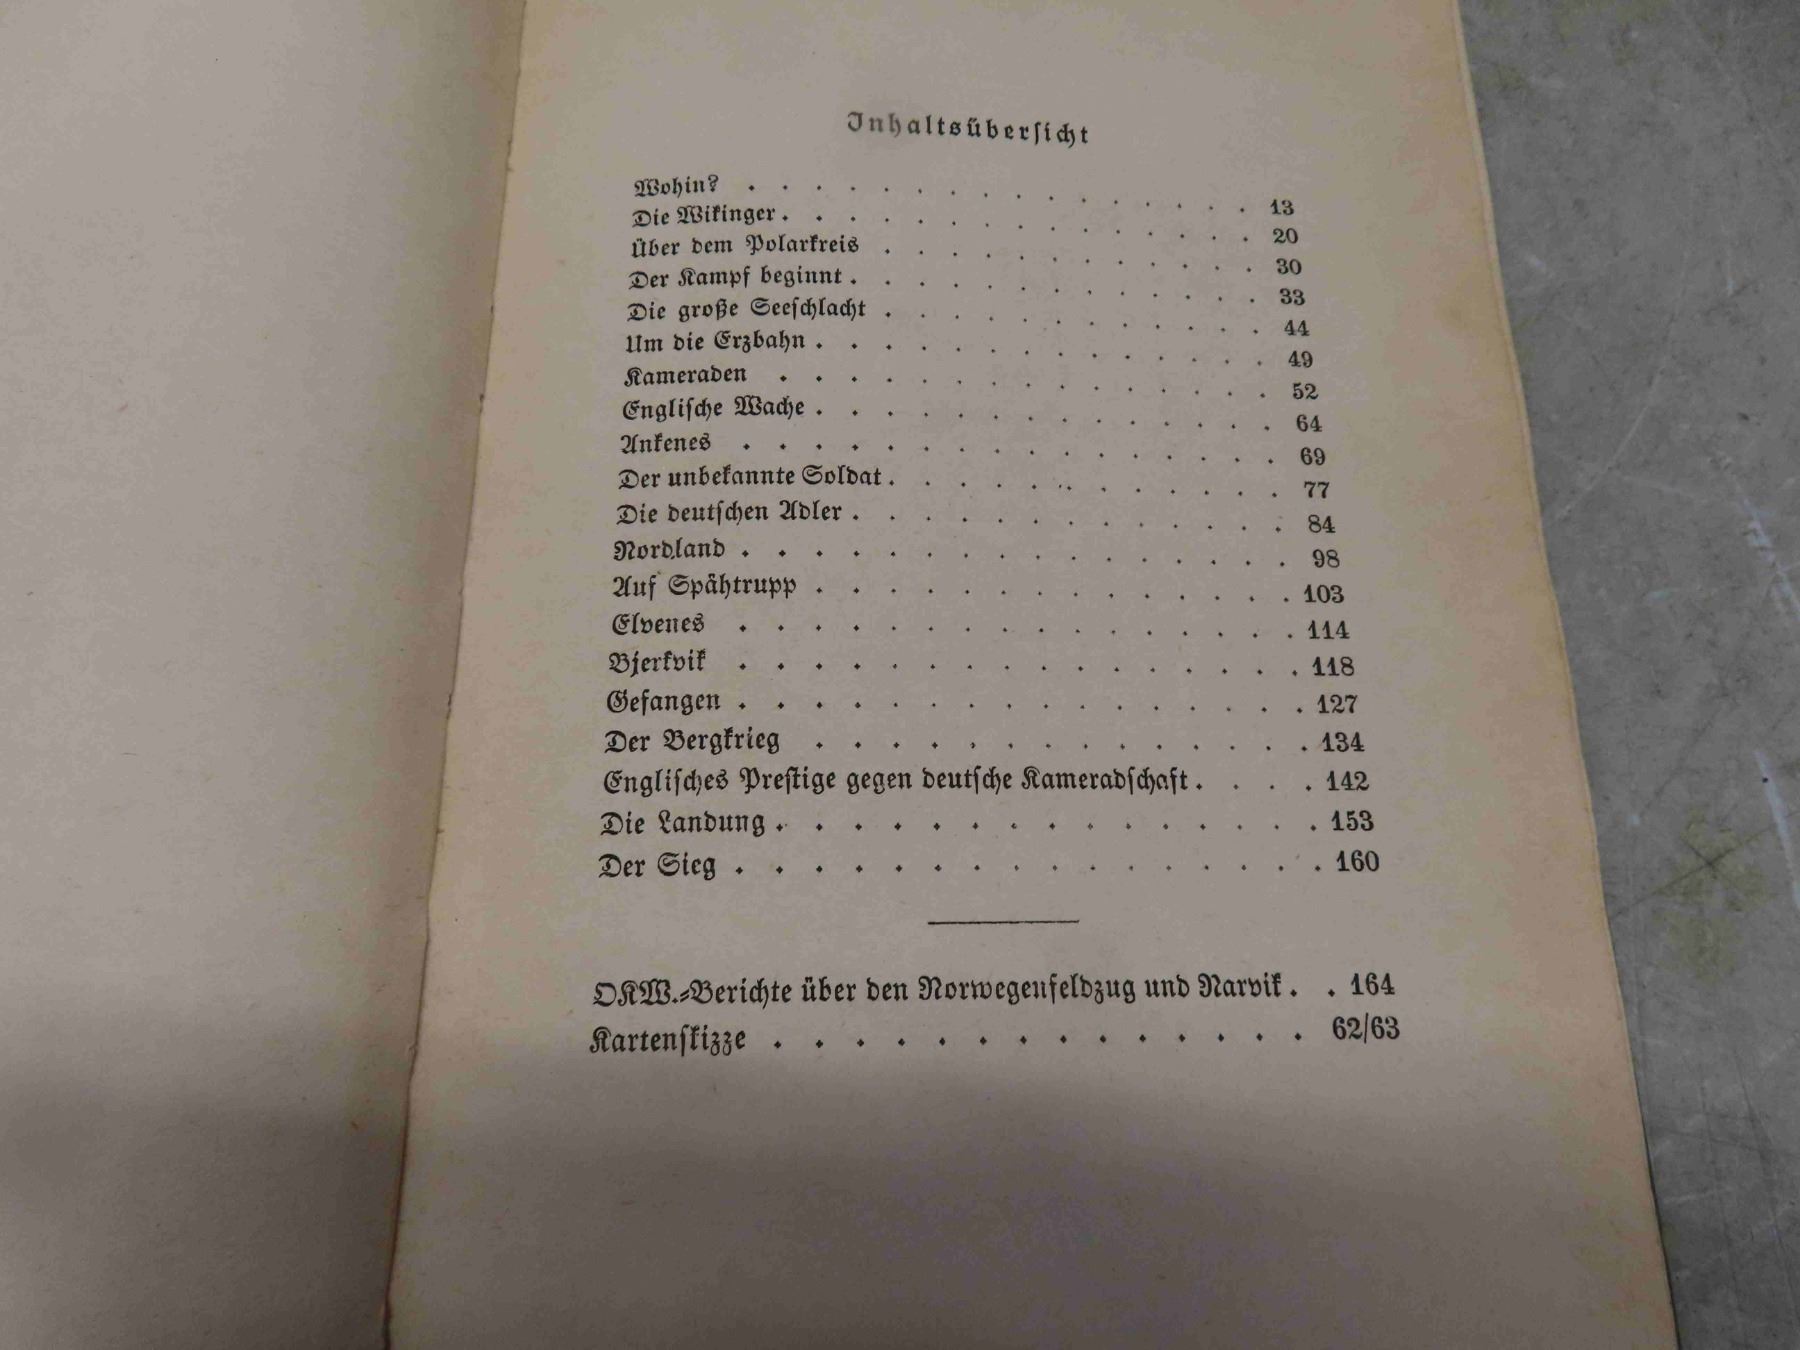 Inhaltsübersicht
Wohin? . . . . . . . . . . . . . . . 13
Die Wikinger . . . . . . . . . . . . . . 20
Über dem Polarkreis . . . . . . . . . . . 30
Der Kampf beginnt . . . . . . . . . . . . 33
Die große Seeschlacht . . . . . . . . . . . 44
Um die Erzbahn . . . . . . . . . . . . . 49
Kameraden . . . . . . . . . . . . . . 52
Englische Wache . . . . . . . . . . . . . 64
Ankenes . . . . . . . . . . . . . . . 69
Der unbekannte Soldat . . . . . . . . . . . 77
Die deutschen Adler . . . . . . . . . . . . 84
Nordland . . . . . . . . . . . . . . . 98
Auf Spähtrupp . . . . . . . . . . . . . 103
Elvenes . . . . . . . . . . . . . . . 114
Bjerkvik . . . . . . . . . . . . . . . 118
Gefangen . . . . . . . . . . . . . . . 127
Der Bergkrieg . . . . . . . . . . . . . 134
Englisches Prestige gegen deutsche Kameradschaft . . . . 142
Die Landung . . . . . . . . . . . . . . 153
Der Sieg . . . . . . . . . . . . . . . 160
OKW.-Berichte über den Norwegenfeldzug und Narvik . . 164
Kartenskizze . . . . . . . . . . . . . . 62/63